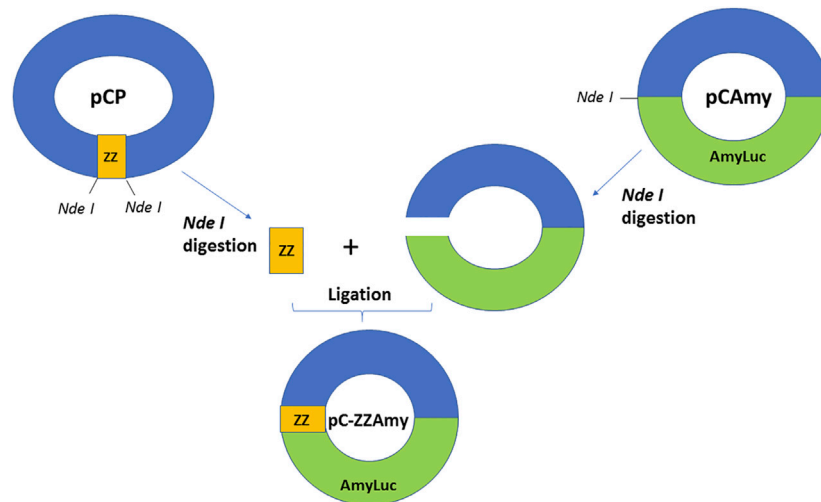 pCP
ZZ
Nde I
Nde I
Nde I
pCAmy
AmyLuc
Nde I
digestion
ZZ
+
Nde I
digestion
Ligation
ZZ
pC-ZZAmy
AmyLuc